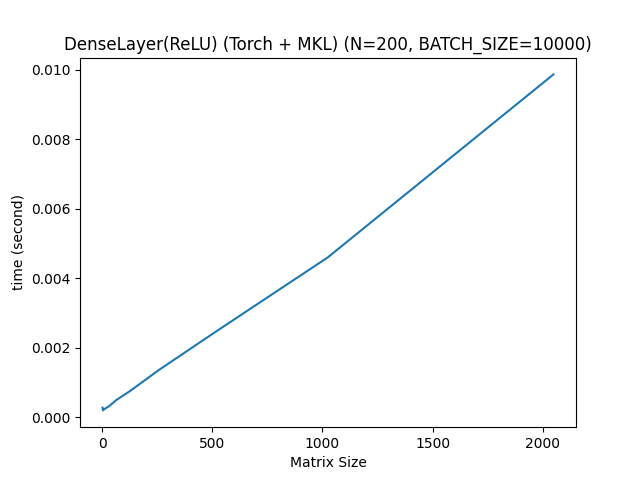 DenseLayer(ReLU) (Torch + MKL) (N=200, BATCH_SIZE=10000)
0.010
0.008
0.006
0.004
0.002
0.000
time (second)
0 500 1000 1500 2000
Matrix Size